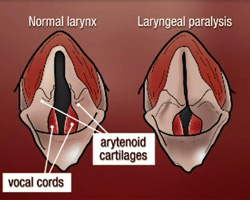 Normal larynx
Laryngeal paralysis
arytenoid
cartilages
vocal cords